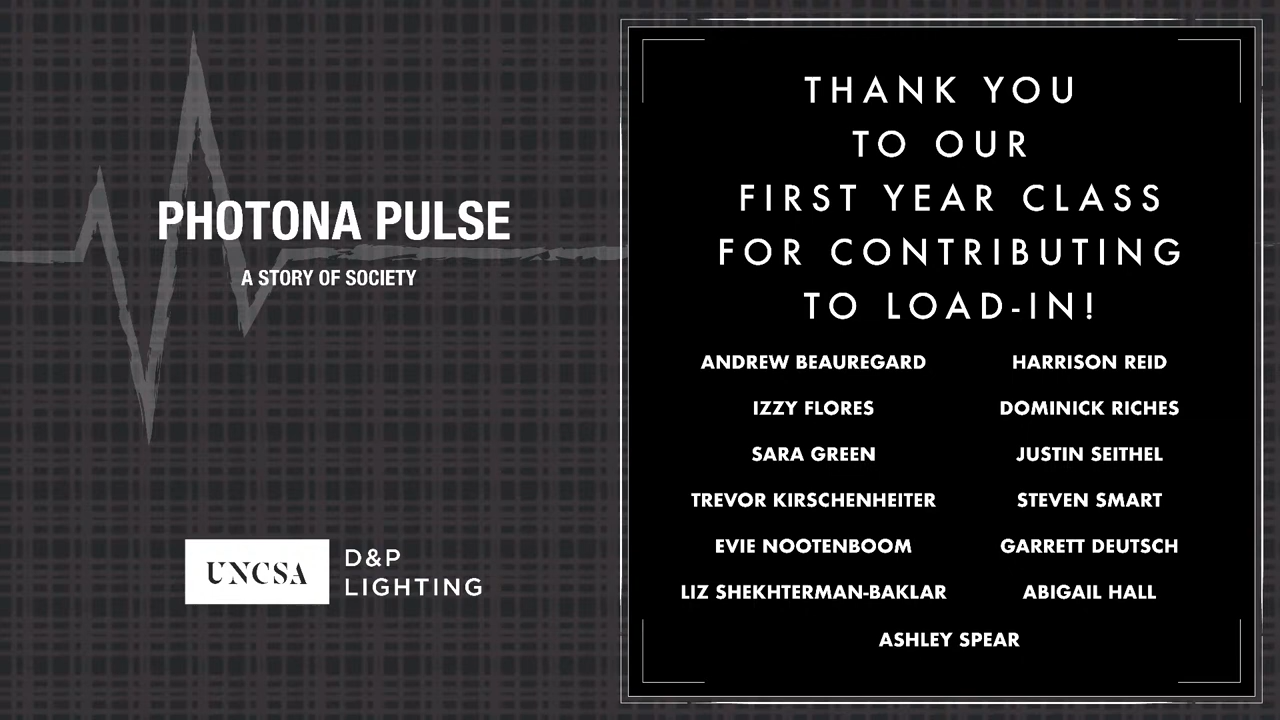 PHOTONA PULSE
A STORY OF SOCIETY
UNCSA
D&P
LIGHTING
THANK YOU
TO OUR
FIRST YEAR CLASS
FOR CONTRIBUTING
TO LOAD-IN!
ANDREW BEAUREGARD
HARRISON REID
IZZY FLORES
DOMINICK RICHES
SARA GREEN
JUSTIN SEITHEL
TREVOR KIRSCHENHEITER
STEVEN SMART
EVIE NOOTENBOOM
GARRETT DEUTSCH
LIZ SHEKHTERMAN-BAKLAR
ABIGAIL HALL
ASHLEY SPEAR